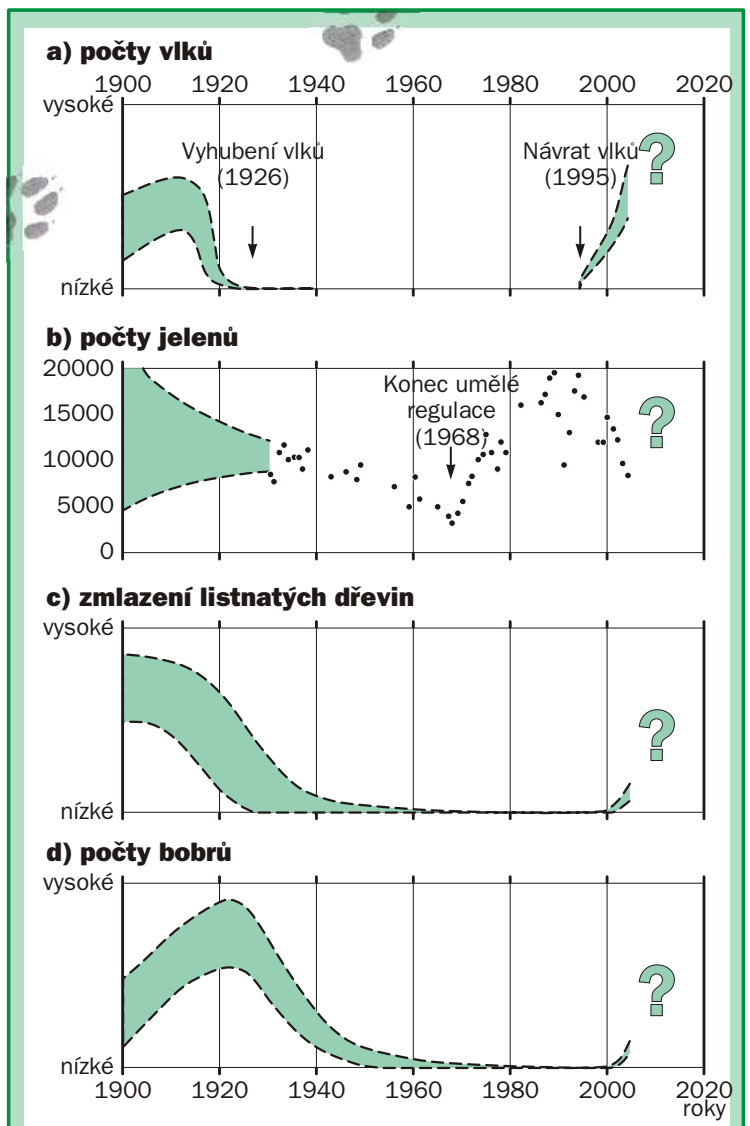 a) počty vlků
1900 1920 1940 1960 1980 2000 2020
vysoké
Vyhubení vlků
(1926)
Návrat vlků
(1995)
?
nízké
b) počty jelenů
20000
15000
10000
5000
0
Konec umělé
regulace
(1968)
?
c) zmlazení listnatých dřevin
vysoké
?
nízké
d) počty bobrů
vysoké
?
nízké
1900 1920 1940 1960 1980 2000 2020
roky